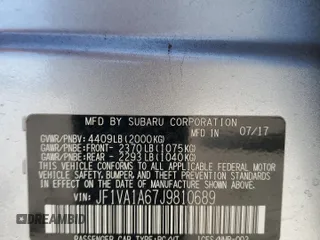 MFD BY SUBARU CORPORATION
GVWR/PNBV: 4409LB(2000KG) IN 07/17
GAWR/PNBE:FRONT- 2370LB(1075KG)
GAWR/PNBE:REAR - 2293LB(1040KG)
THIS VEHICLE CONFORMS TO ALL APPLICABLE
FEDERAL MOTOR VEHICLE SAFETY, BUMPER, AND
THEFT PREVENTION STANDARDS IN EFFECT ON THE
DATE OF MANUFACTURE SHOWN ABOVE.
JF1VA1A67J9810689
PASSENGER CAR